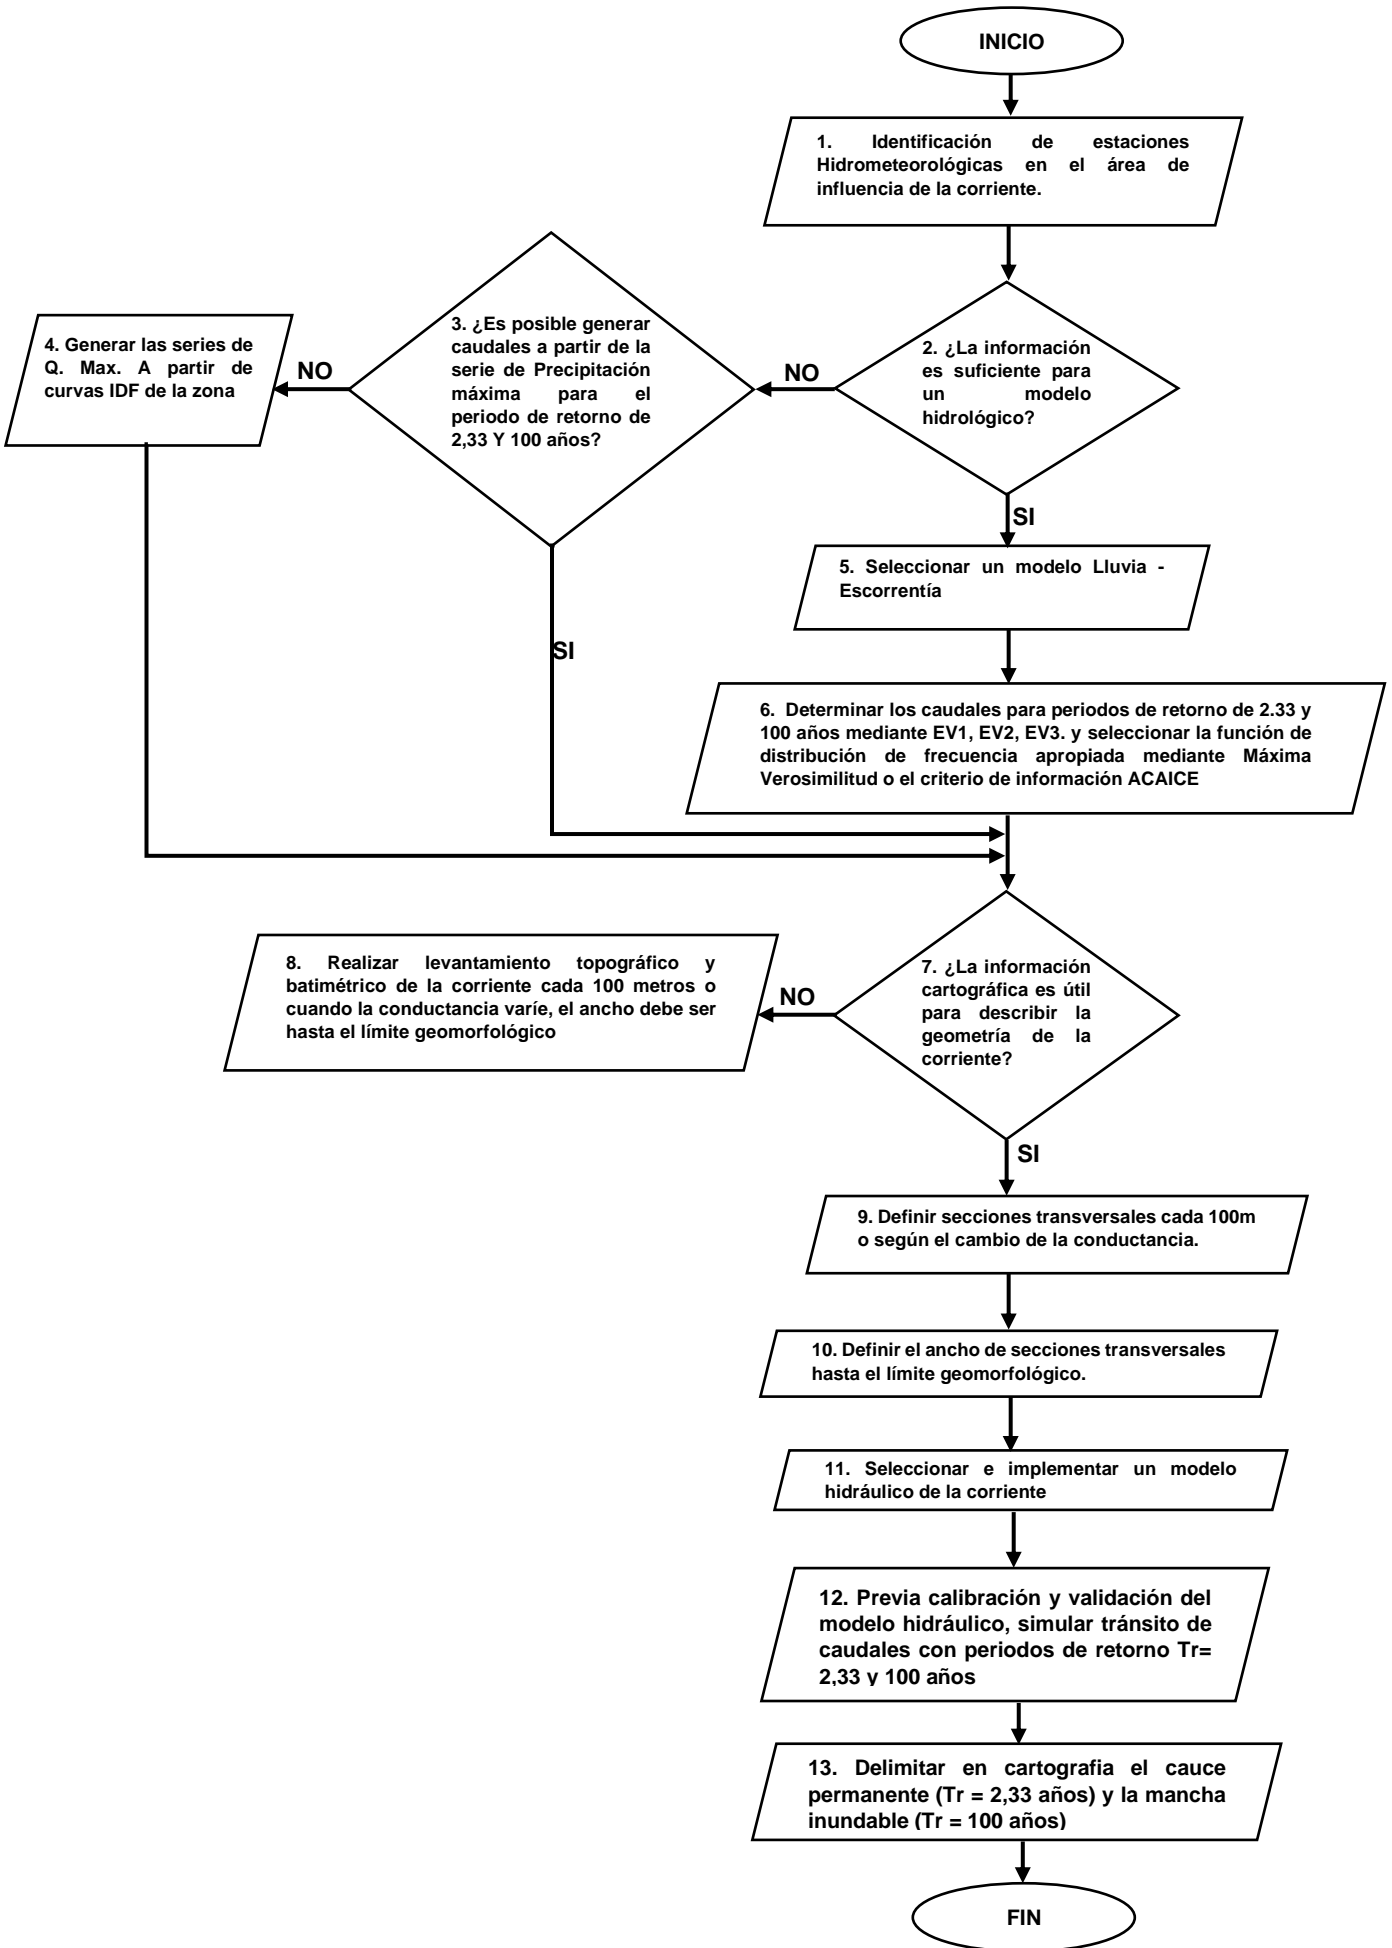 INICIO
1. Identificación de estaciones
Hidrometeorológicas en el área de
influencia de la corriente.
2. ¿La información
es suficiente para
un modelo
hidrológico?
NO
3. ¿Es posible generar
caudales a partir de la
serie de Precipitación
máxima para el
periodo de retorno de
2,33 Y 100 años?
NO
4. Generar las series de
Q. Max. A partir de
curvas IDF de la zona
SI
SI
5. Seleccionar un modelo Lluvia -
Escorrentía
6. Determinar los caudales para periodos de retorno de 2.33 y
100 años mediante EV1, EV2, EV3. y seleccionar la función de
distribución de frecuencia apropiada mediante Máxima
Verosimilitud o el criterio de información ACAICE
7. ¿La información
cartográfica es útil
para describir la
geometría de la
corriente?
NO
8. Realizar levantamiento topográfico y
batimétrico de la corriente cada 100 metros o
cuando la conductancia varíe, el ancho debe ser
hasta el límite geomorfológico
SI
9. Definir secciones transversales cada 100m
o según el cambio de la conductancia.
10. Definir el ancho de secciones transversales
hasta el límite geomorfológico.
11. Seleccionar e implementar un modelo
hidráulico de la corriente
12. Previa calibración y validación del
modelo hidráulico, simular tránsito de
caudales con periodos de retorno Tr=
2,33 y 100 años
13. Delimitar en cartografia el cauce
permanente (Tr = 2,33 años) y la mancha
inundable (Tr = 100 años)
FIN